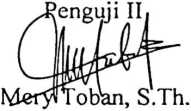 Penguji II
Mery Toban, S.Th.